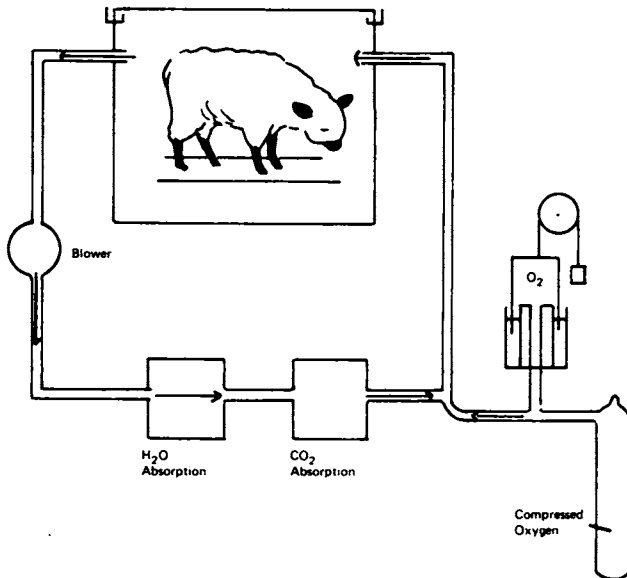 Blower
O2
H2O
Absorption
CO2
Absorption
Compressed
Oxygen